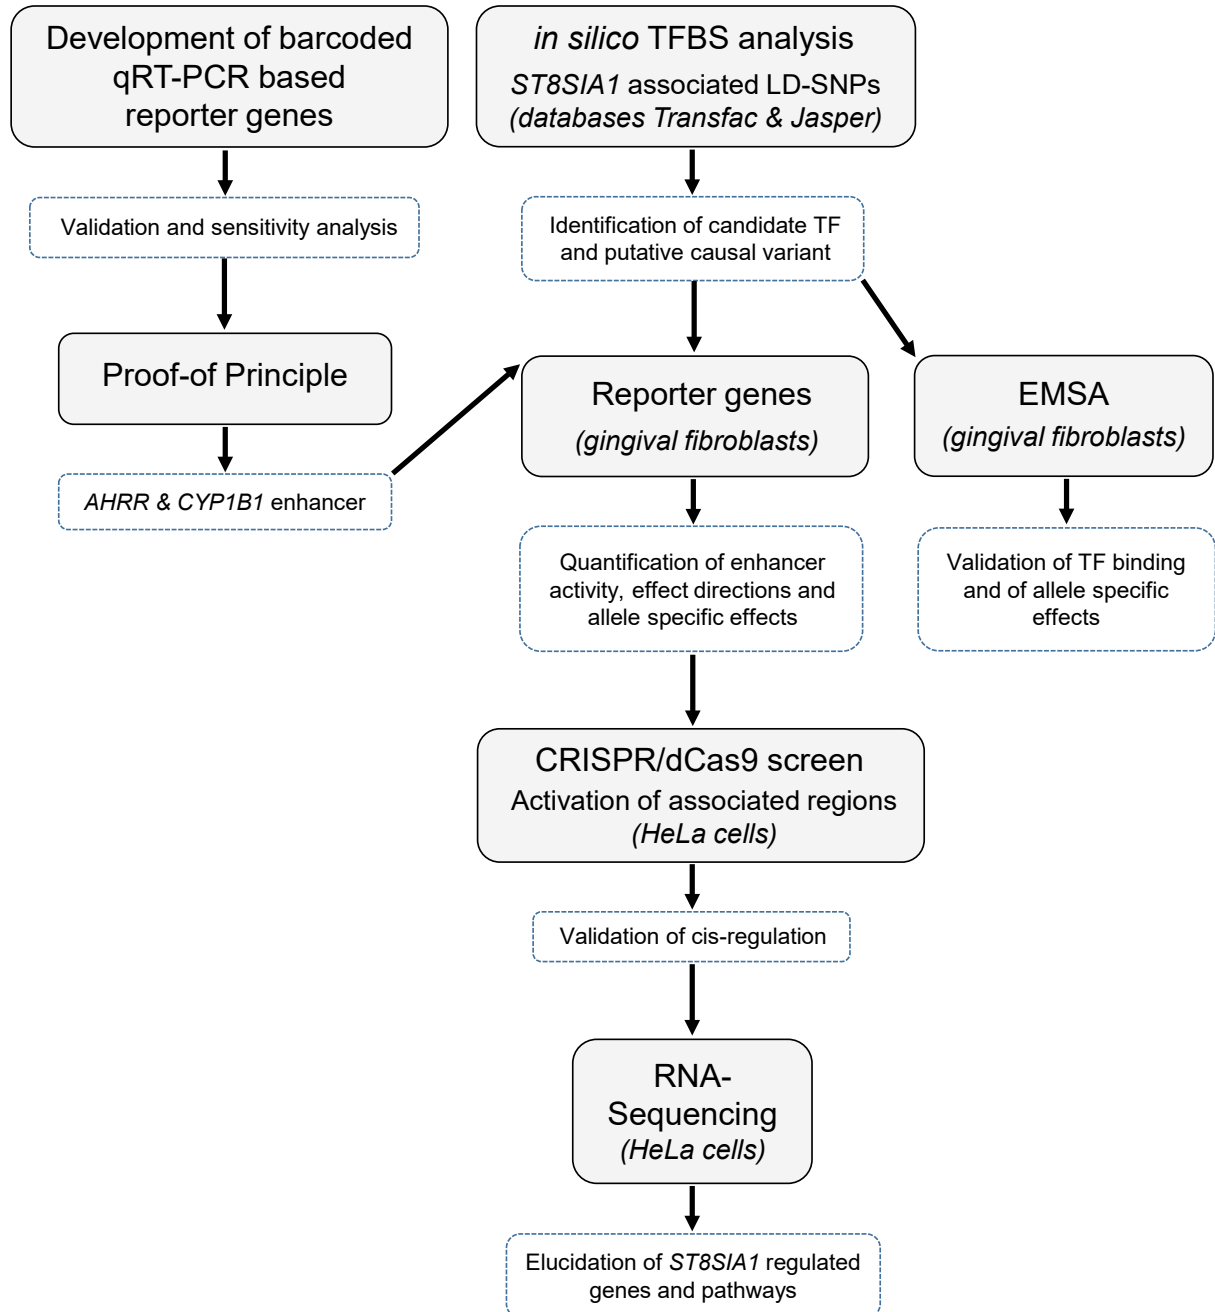 Development of barcoded
qRT-PCR based
reporter genes
Validation and sensitivity analysis
Proof-of Principle
AHRR & CYP1B1 enhancer
in silico TFBS analysis
ST8SIA1 associated LD-SNPs
(databases Transfac & Jasper)
Identification of candidate TF
and putative causal variant
Reporter genes
(gingival fibroblasts)
EMSA
(gingival fibroblasts)
Quantification of enhancer
activity, effect directions and
allele specific effects
Validation of TF binding
and of allele specific
effects
CRISPR/dCas9 screen
Activation of associated regions
(HeLa cells)
Validation of cis-regulation
RNA-
Sequencing
(HeLa cells)
Elucidation of ST8SIA1 regulated
genes and pathways